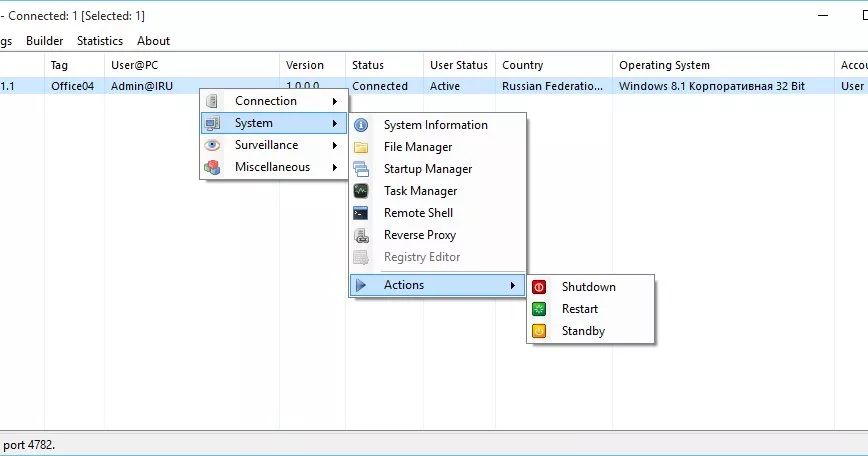 - Connected: 1 [Selected: 1]
gs Builder Statistics About
Tag User@PC Version Status User Status Country Operating System Accou
1.1 Office04 Admin@IRU 1.0.0.0 Connected Active Russian Federatio... Windows 8.1 Корпоративная 32 Bit User
Connection
System
Surveillance
Miscellaneous
System Information
File Manager
Startup Manager
Task Manager
Remote Shell
Reverse Proxy
Registry Editor
Actions
Shutdown
Restart
Standby
port 4782.